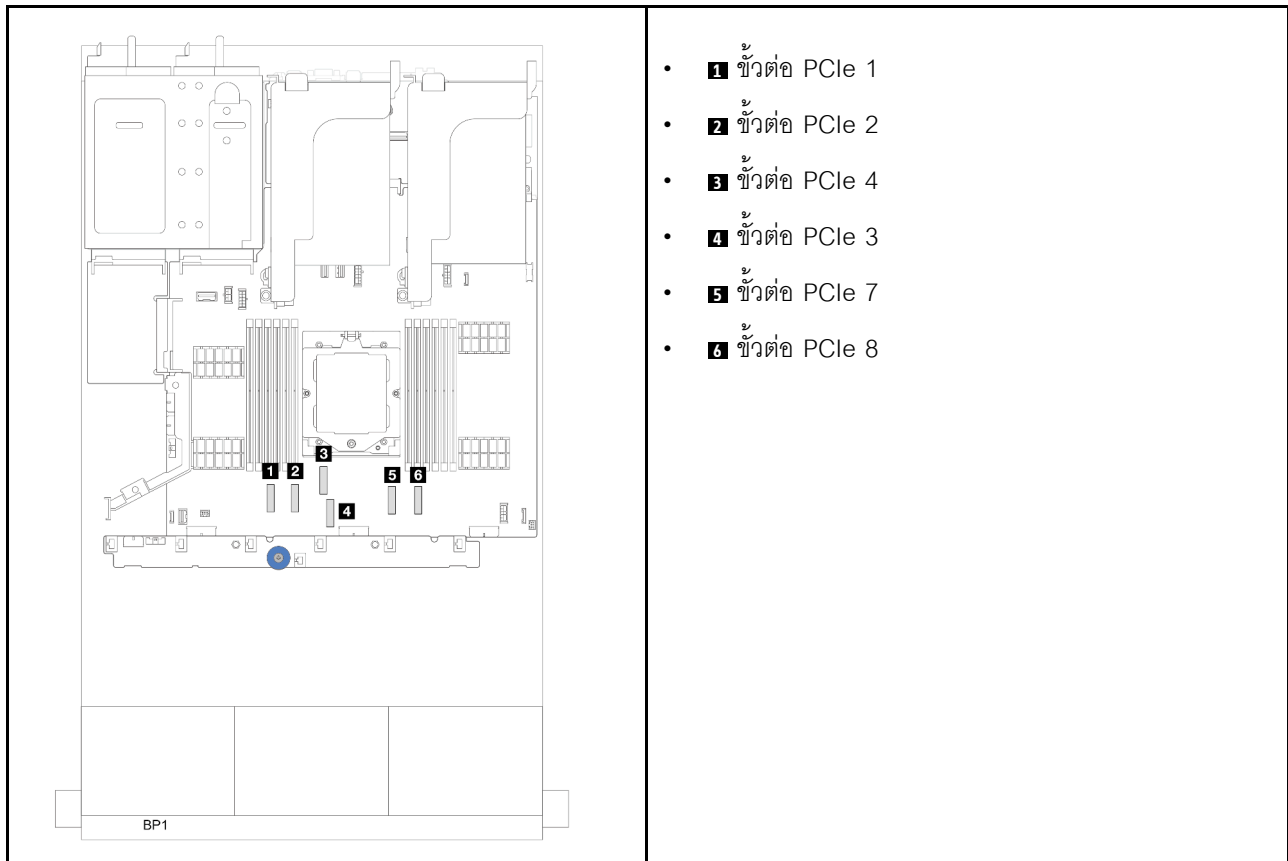 1
2
3
4
5
6
BP1
• 1 ขั้วต่อ PCIe 1
• 2 ขั้วต่อ PCIe 2
• 3 ขั้วต่อ PCIe 4
• 4 ขั้วต่อ PCIe 3
• 5 ขั้วต่อ PCIe 7
• 6 ขั้วต่อ PCIe 8